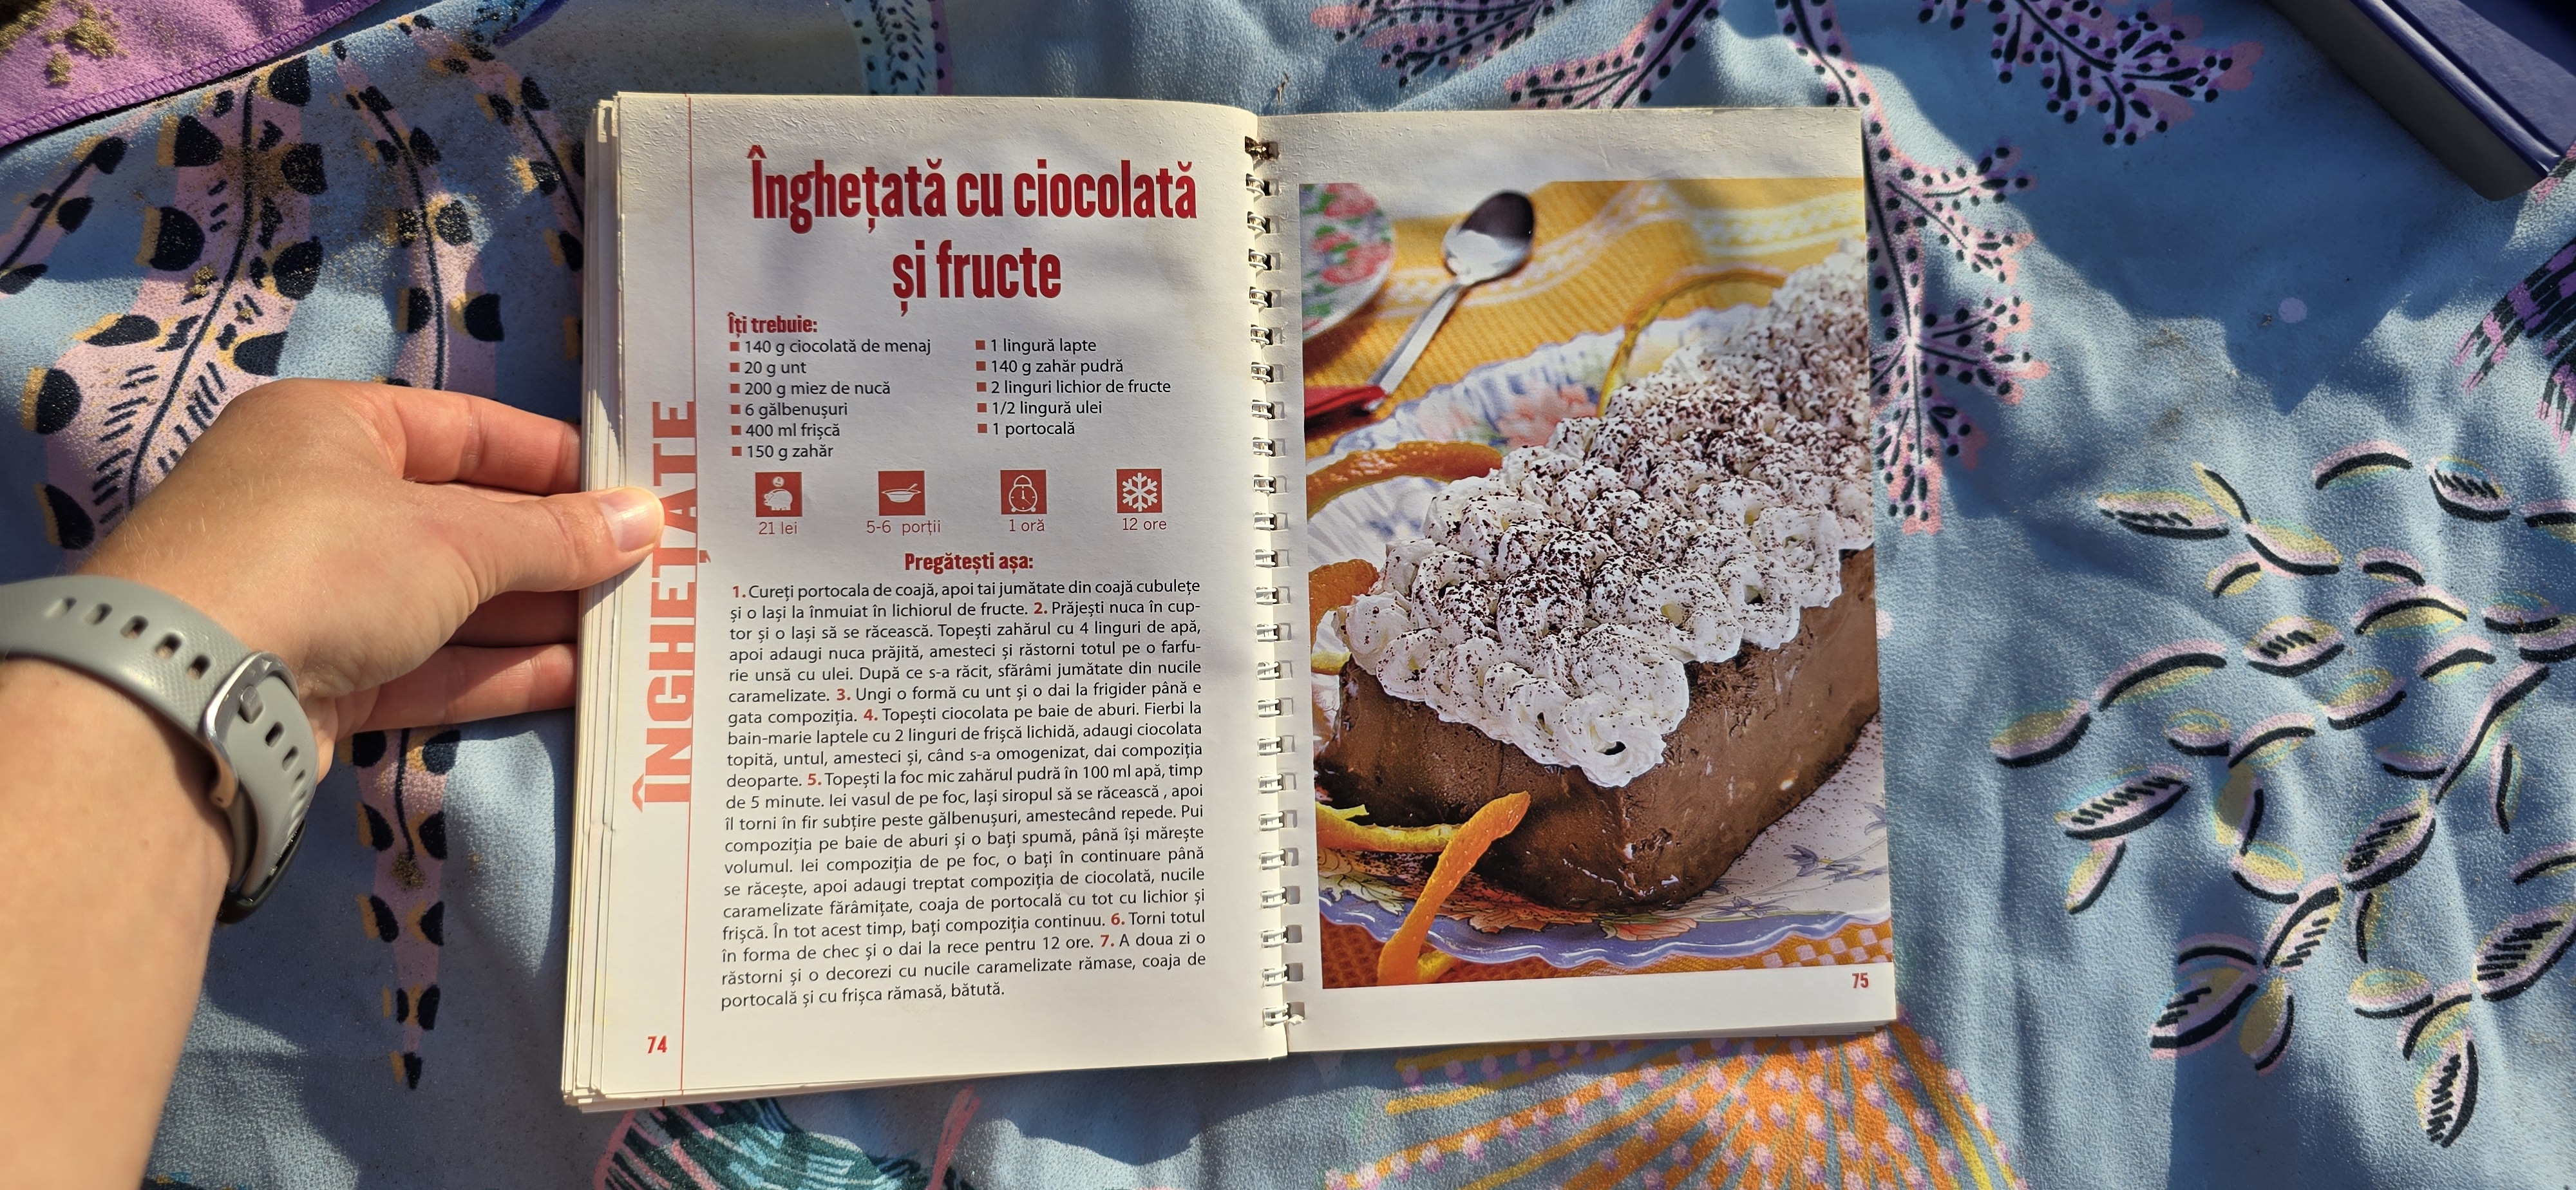 Înghețată cu ciocolată
și fructe
Îți trebuie:
■ 140 g ciocolată de menaj
■ 20 g unt
■ 200 g miez de nucă
■ 6 gălbenușuri
■ 400 ml frișcă
■ 150 g zahăr
■ 1 lingură lapte
■ 140 g zahăr pudră
■ 2 linguri lichior de fructe
■ 1/2 lingură ulei
■ 1 portocală
21 lei
5-6 porții
1 oră
12 ore
Pregătești așa:
1. Cureți portocala de coajă, apoi tai jumătate din coajă cubulețe
și o lași la înmuiat în lichiorul de fructe. 2. Prăjești nuca în cup-
tor și o lași să se răcească. Topești zahărul cu 4 linguri de apă,
apoi adaugi nuca prăjită, amesteci și răstorni totul pe o farfu-
rie unsă cu ulei. După ce s-a răcit, sfărâmi jumătate din nucile
caramelizate. 3. Ungi o formă cu unt și o dai la frigider până e
gata compoziția. 4. Topești ciocolata pe baie de aburi. Fierbi la
bain-marie laptele cu 2 linguri de frișcă lichidă, adaugi ciocolata
topită, untul, amesteci și, când s-a omogenizat, dai compoziția
deoparte. 5. Topești la foc mic zahărul pudră în 100 ml apă, timp
de 5 minute. Iei vasul de pe foc, lași siropul să se răcească , apoi
îl torni în fir subțire peste gălbenușuri, amestecând repede. Pui
compoziția pe baie de aburi și o bați spumă, până își mărește
volumul. Iei compoziția de pe foc, o bați în continuare până
se răcește, apoi adaugi treptat compoziția de ciocolată, nucile
caramelizate fărâmițate, coaja de portocală cu tot cu lichior și
frișcă. În tot acest timp, bați compoziția continuu. 6. Torni totul
în forma de chec și o dai la rece pentru 12 ore. 7. A doua zi o
răstorni și o decorezi cu nucile caramelizate rămase, coaja de
portocală și cu frișca rămasă, bătută.
ÎNGHEȚATE
74
75